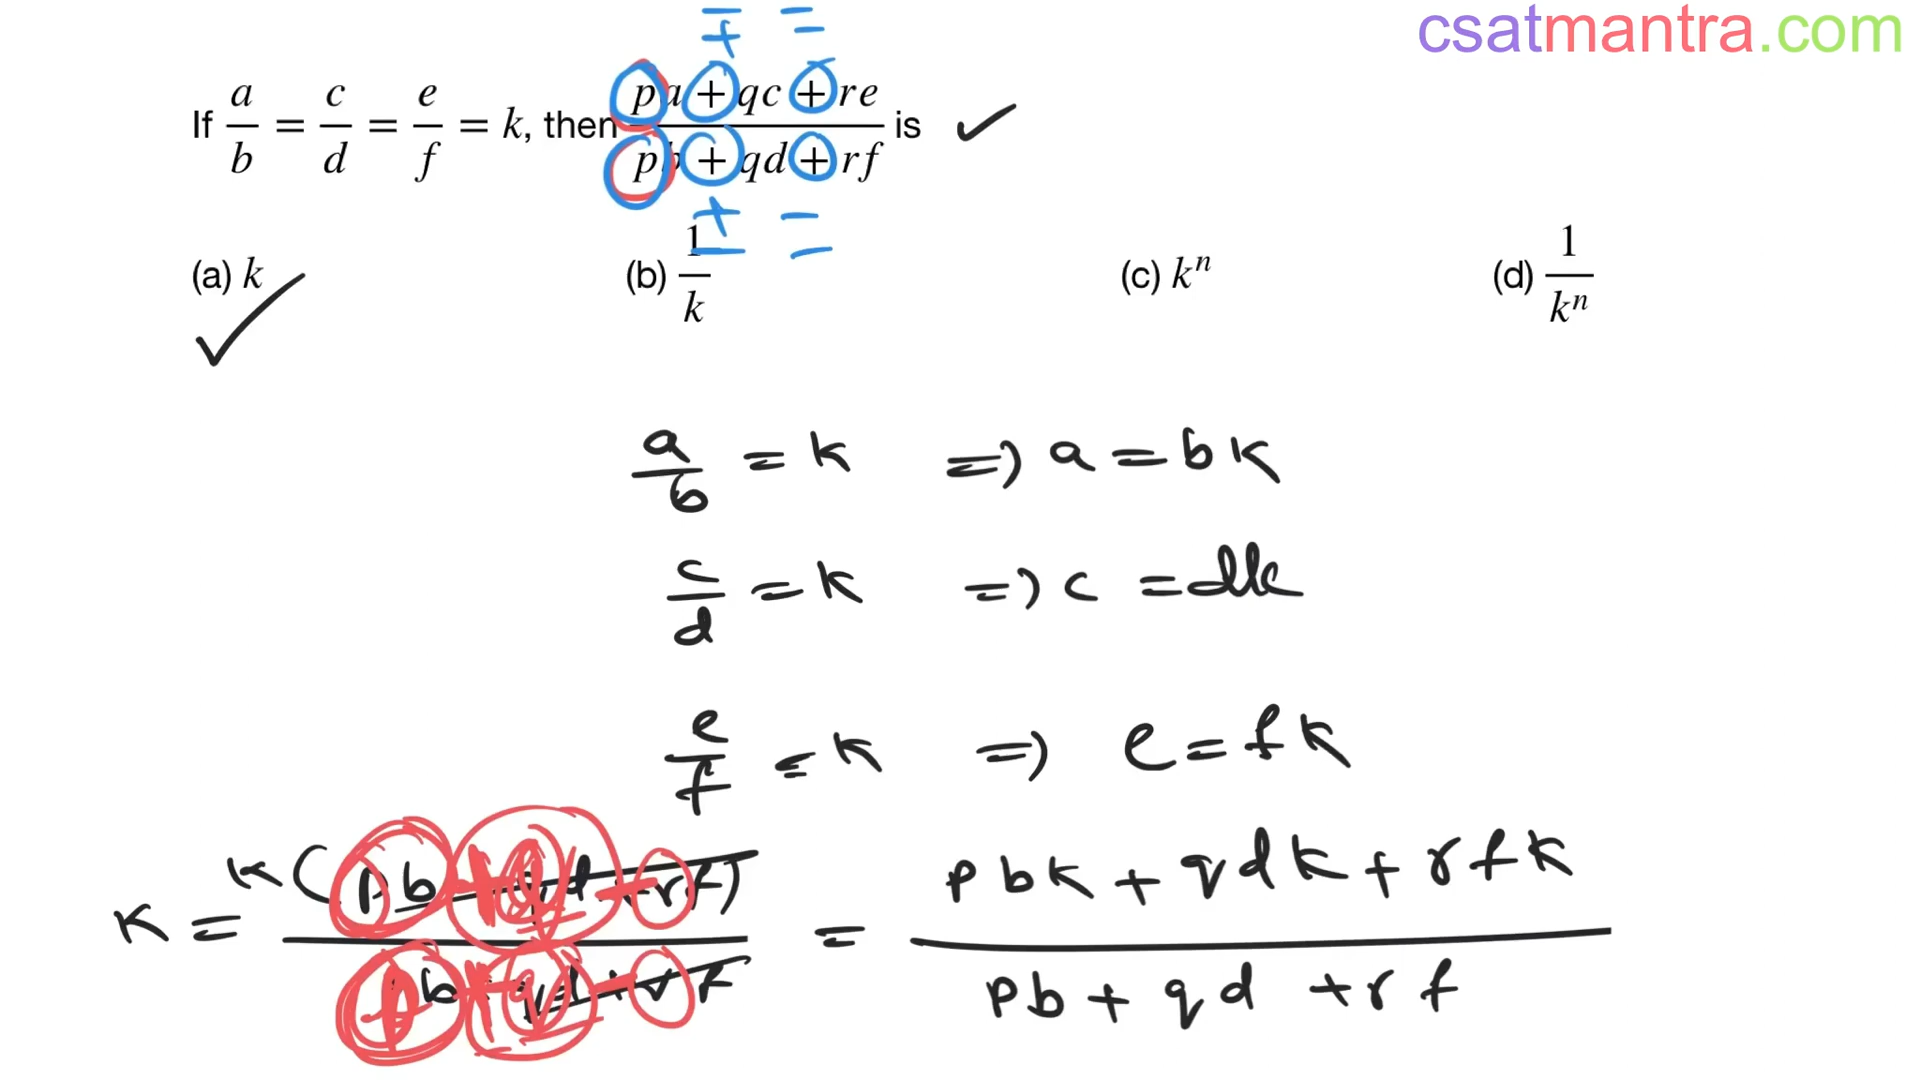 csatmantra.com
If a/b = c/d = e/f = k, then (pa + qc + re)/(pb + qd + rf) is
(a) k (b) 1/k (c) kⁿ (d) 1/kⁿ
a/b = k ⇒ a = bk
c/d = k ⇒ c = dk
e/f = k ⇒ e = fk
k = k(pb + qd + rf)/(pb + qd + rf) = (pbk + qdk + rfk)/(pb + qd + rf)